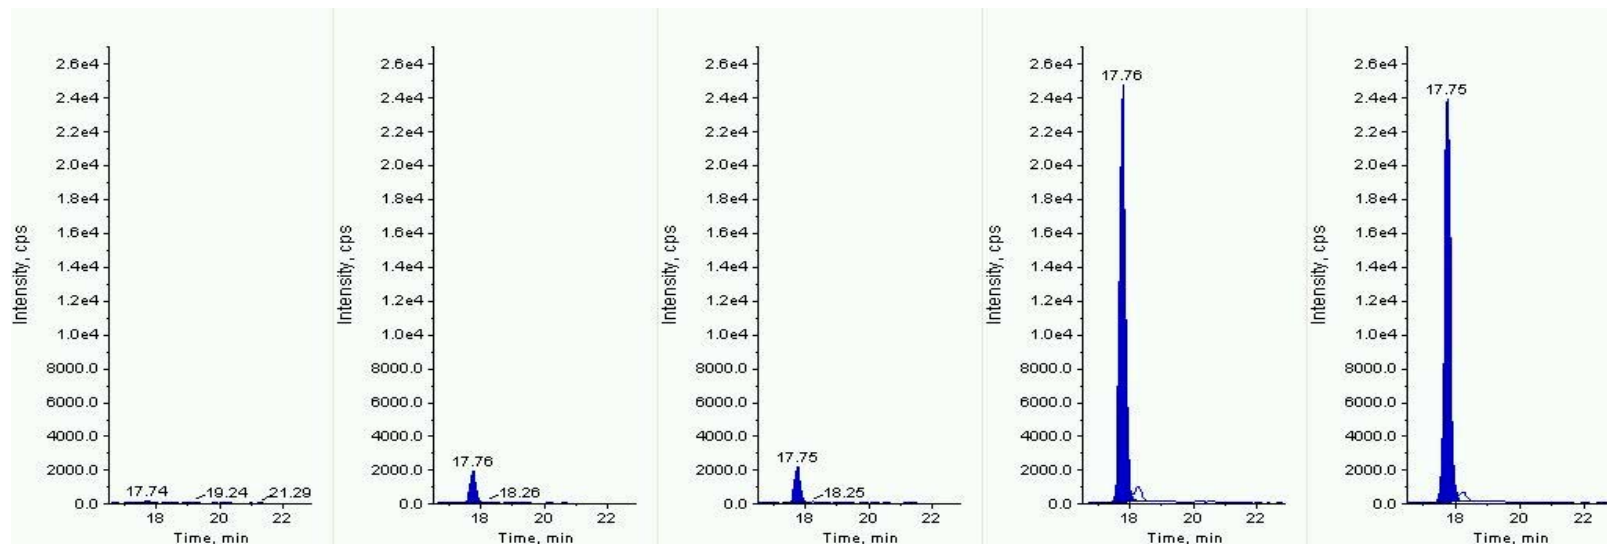 Intensity, cps
2.6e4
2.4e4
2.2e4
2.0e4
1.8e4
1.6e4
1.4e4
1.2e4
1.0e4
8000.0
6000.0
4000.0
2000.0
0.0
17.74
19.24
21.29
18 20 22
Time, min
Intensity, cps
2.6e4
2.4e4
2.2e4
2.0e4
1.8e4
1.6e4
1.4e4
1.2e4
1.0e4
8000.0
6000.0
4000.0
2000.0
0.0
17.76
18.26
18 20 22
Time, min
Intensity, cps
2.6e4
2.4e4
2.2e4
2.0e4
1.8e4
1.6e4
1.4e4
1.2e4
1.0e4
8000.0
6000.0
4000.0
2000.0
0.0
17.75
18.25
18 20 22
Time, min
Intensity, cps
2.6e4
2.4e4
2.2e4
2.0e4
1.8e4
1.6e4
1.4e4
1.2e4
1.0e4
8000.0
6000.0
4000.0
2000.0
0.0
17.76
18 20 22
Time, min
Intensity, cps
2.6e4
2.4e4
2.2e4
2.0e4
1.8e4
1.6e4
1.4e4
1.2e4
1.0e4
8000.0
6000.0
4000.0
2000.0
0.0
17.75
18 20 22
Time, min